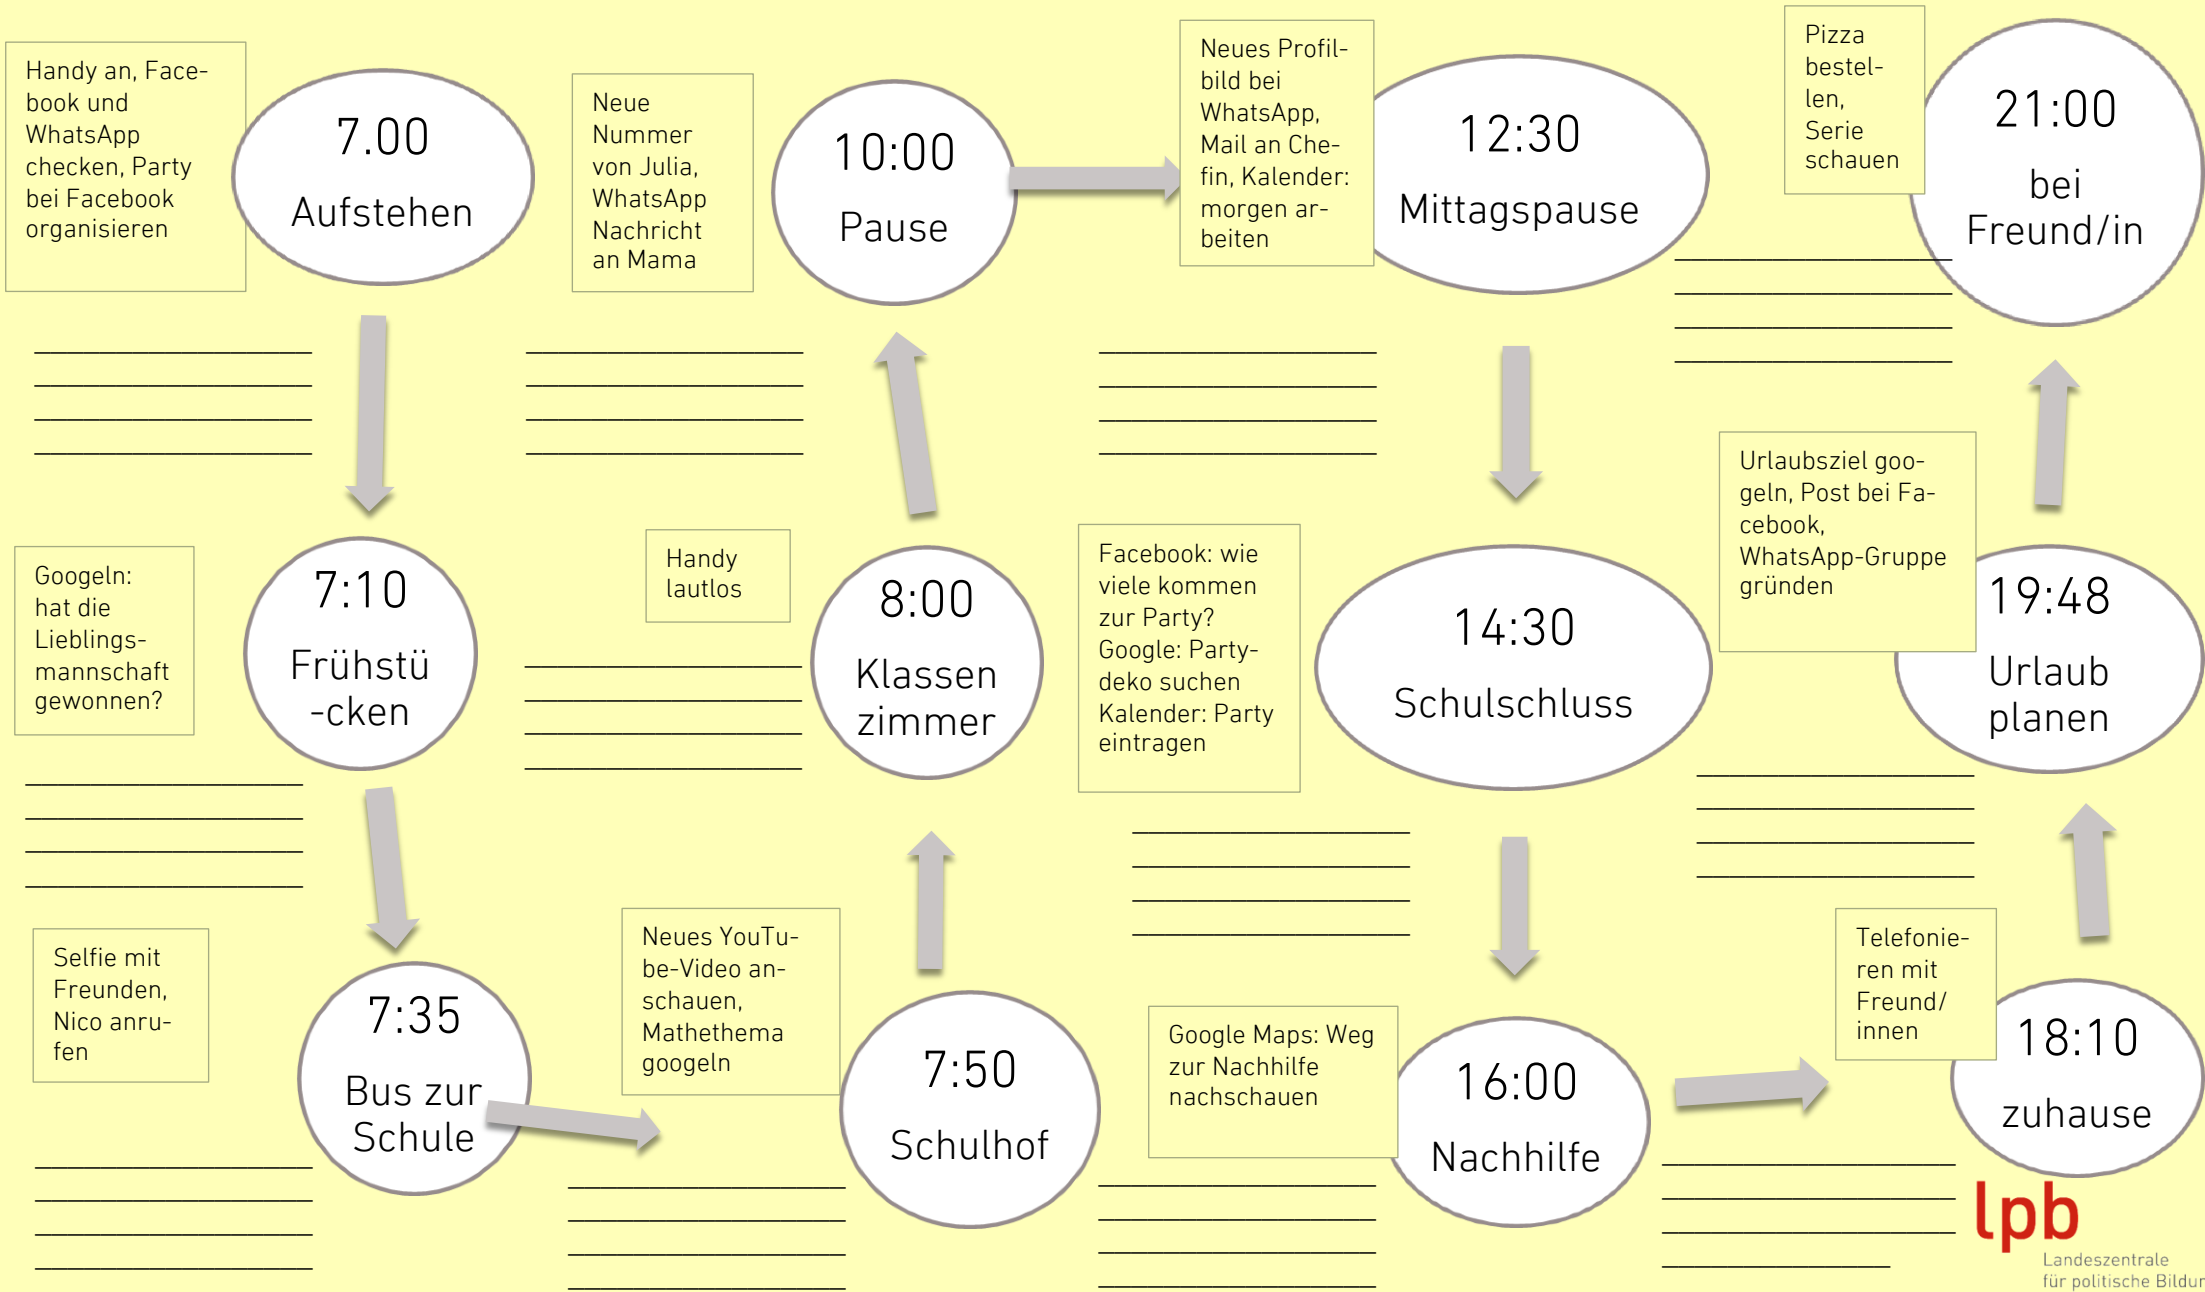 Handy an, Face-
book und
WhatsApp
checken, Party
bei Facebook
organisieren
7.00
Aufstehen
Googeln:
hat die
Lieblings-
mannschaft
gewonnen?
7:10
Frühstü
-cken
Selfie mit
Freunden,
Nico anru-
fen
7:35
Bus zur
Schule
Neues YouTu-
be-Video an-
schauen,
Mathethema
googeln
7:50
Schulhof
Handy
lautlos
8:00
Klassen
zimmer
Neue
Nummer
von Julia,
WhatsApp
Nachricht
an Mama
10:00
Pause
Neues Profil-
bild bei
WhatsApp,
Mail an Che-
fin, Kalender:
morgen ar-
beiten
12:30
Mittagspause
Facebook: wie
viele kommen
zur Party?
Google: Party-
deko suchen
Kalender: Party
eintragen
14:30
Schulschluss
Google Maps: Weg
zur Nachhilfe
nachschauen
16:00
Nachhilfe
Telefonie-
ren mit
Freund/
innen
18:10
zuhause
Urlaubsziel goo-
geln, Post bei Fa-
cebook,
WhatsApp-Gruppe
gründen
19:48
Urlaub
planen
Pizza
bestel-
len,
Serie
schauen
21:00
bei
Freund/in
lpb
Landeszentrale
für politische Bildun